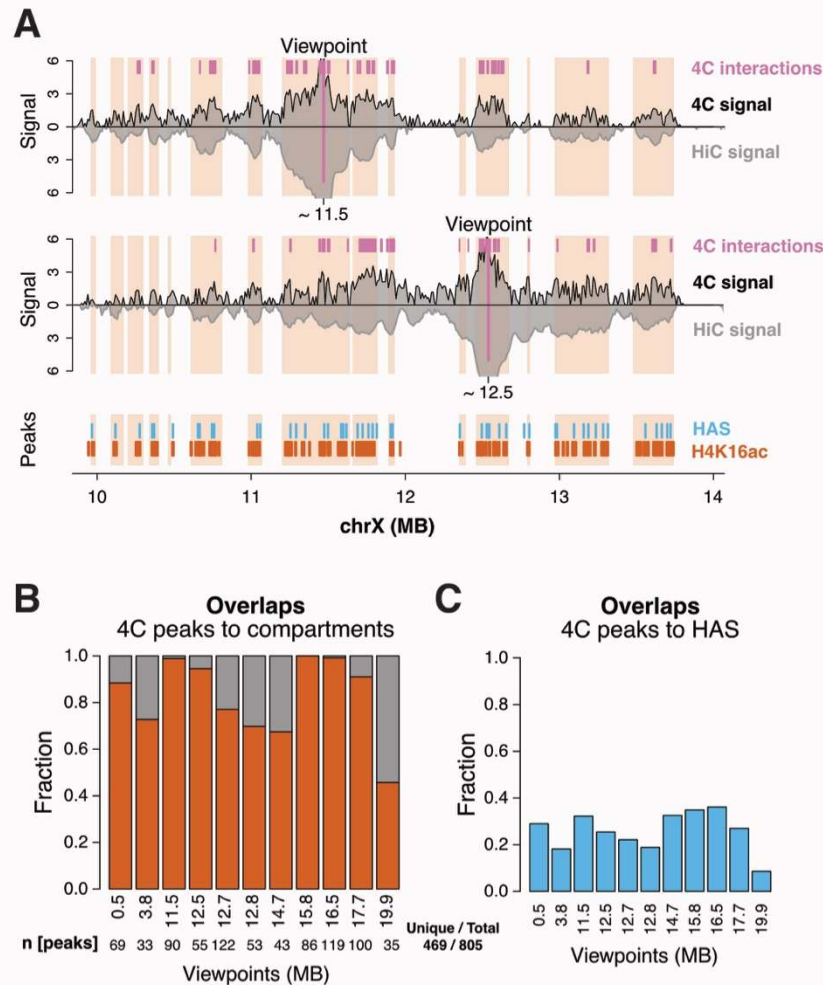 A
Viewpoint
6
3
0
3
6
Signal
4C interactions
4C signal
HiC signal
~ 11.5
Viewpoint
6
3
0
3
6
Signal
4C interactions
4C signal
HiC signal
~ 12.5
Peaks
HAS
H4K16ac
10 11 12 13 14
chrX (MB)
B
Overlaps
4C peaks to compartments
1.0
0.8
0.6
0.4
0.2
0.0
Fraction
0.5 3.8 11.5 12.5 12.7 12.8 14.7 15.8 16.5 17.7 19.9
n [peaks] 69 33 90 55 122 53 43 86 119 100 35
Unique / Total
469 / 805
Viewpoints (MB)
C
Overlaps
4C peaks to HAS
1.0
0.8
0.6
0.4
0.2
0.0
Fraction
0.5 3.8 11.5 12.5 12.7 12.8 14.7 15.8 16.5 17.7 19.9
Viewpoints (MB)